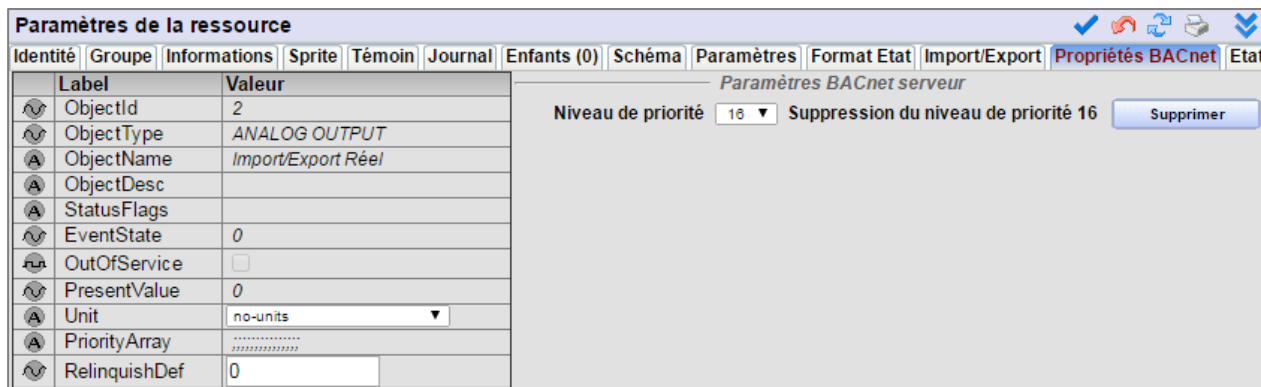 Paramètres de la ressource
Identité Groupe Informations Sprite Témoin Journal Enfants (0) Schéma Paramètres Format Etat Import/Export Propriétés BACnet Etat
Label Valeur
ObjectId 2
ObjectType ANALOG OUTPUT
A ObjectName Import/Export Réel
A ObjectDesc
A StatusFlags
EventState 0
OutOfService
PresentValue 0
A Unit no-units
A PriorityArray ;;;;;;;;;;;;;;;
RelinquishDef 0
Paramètres BACnet serveur
Niveau de priorité 16 Suppression du niveau de priorité 16 Supprimer